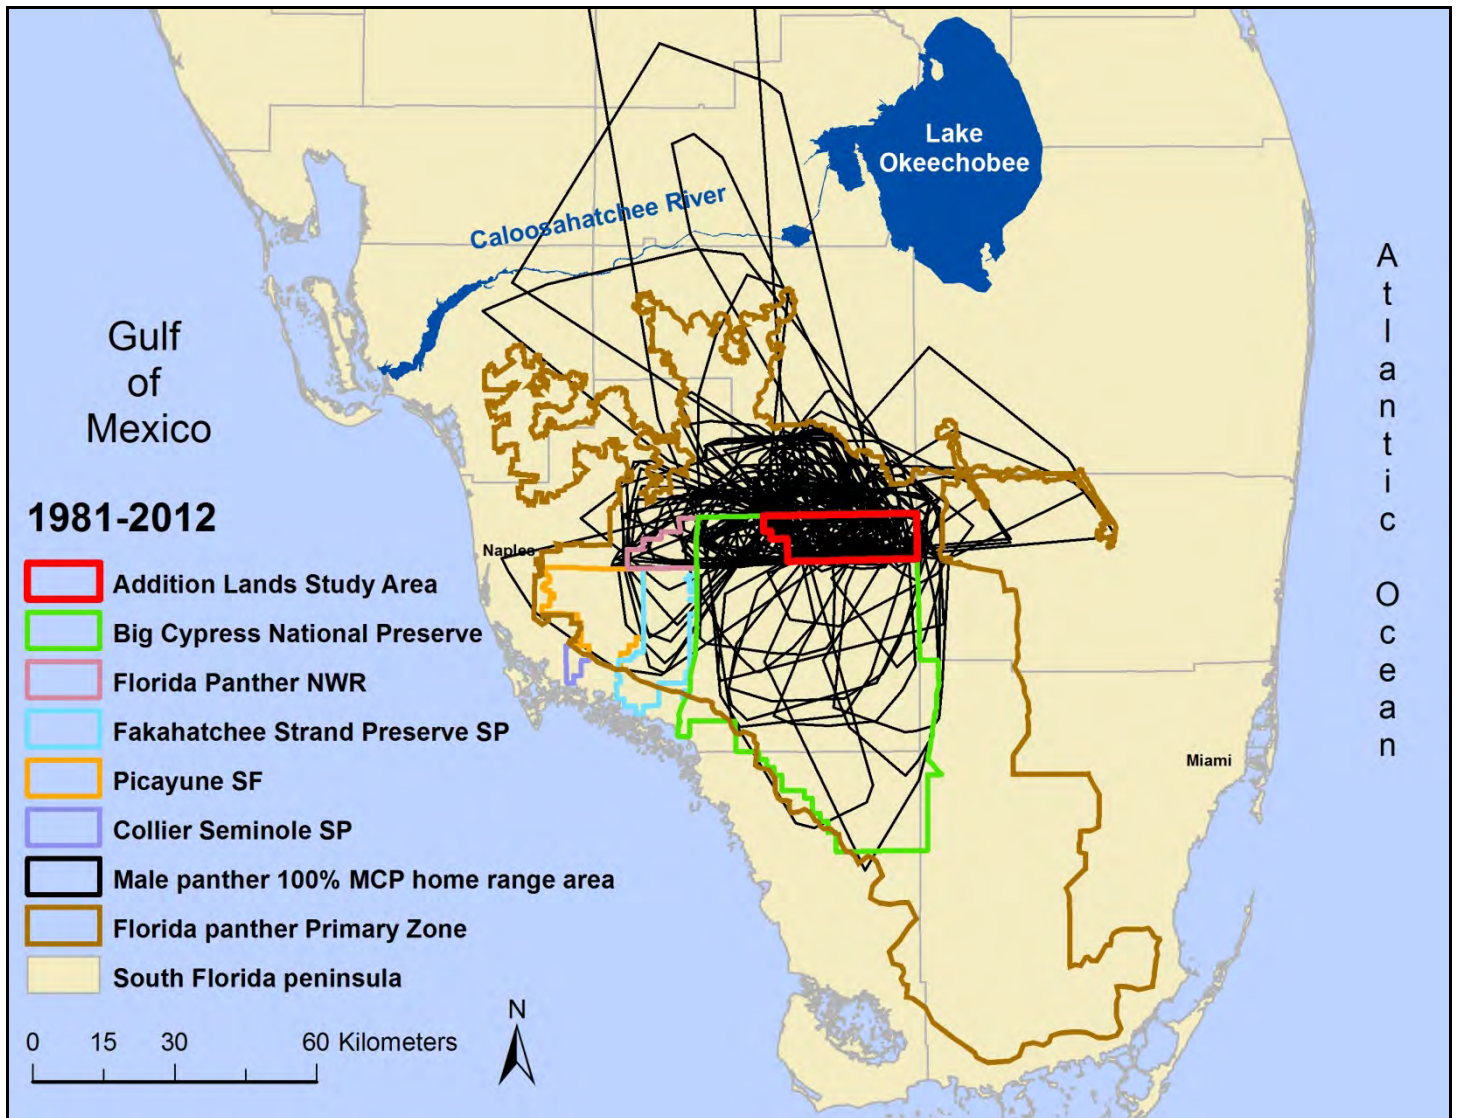 Lake
Okeechobee
Caloosahatchee River
Gulf
of
Mexico
Atlantic Ocean
1981-2012
Naples
Addition Lands Study Area
Big Cypress National Preserve
Florida Panther NWR
Fakahatchee Strand Preserve SP
Picayune SF
Miami
Collier Seminole SP
Male panther 100% MCP home range area
Florida panther Primary Zone
South Florida peninsula
N
0 15 30 60 Kilometers